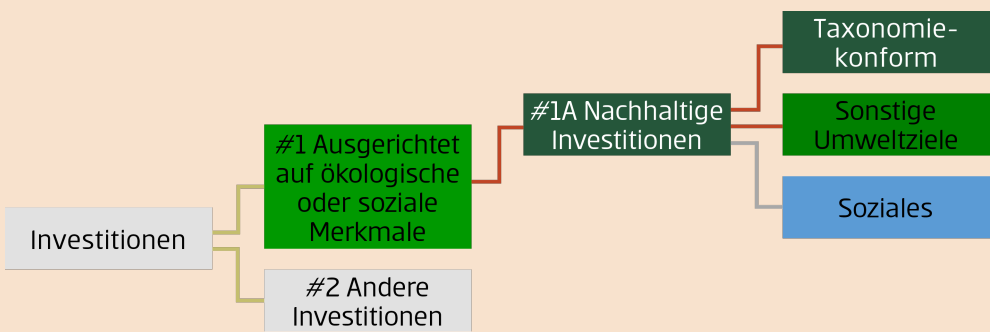 Taxonomie-
konform
#1A Nachhaltige
Investitionen
Sonstige
Umweltziele
#1 Ausgerichtet
auf ökologische
oder soziale
Merkmale
Soziales
Investitionen
#2 Andere
Investitionen